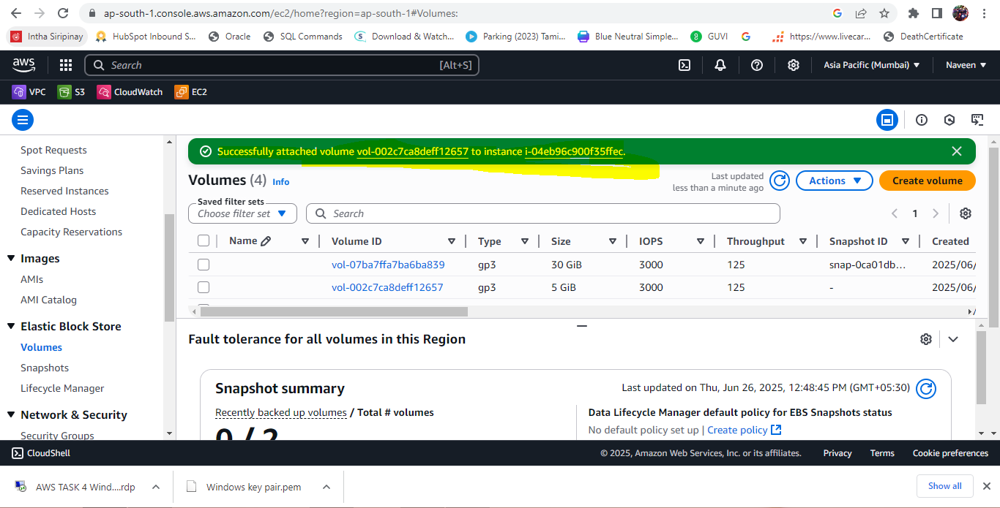 ap-south-1.console.aws.amazon.com/ec2/home?region=ap-south-1#Volumes:
Intha Siripinay HubSpot Inbound S... Oracle SQL Commands Download & Watch... Parking (2023) Tami... Blue Neutral Simple... GUVI https://www.livecar... DeathCertificate
aws Search [Alt+S] Asia Pacific (Mumbai) Naveen
VPC S3 CloudWatch EC2
Spot Requests
Savings Plans
Reserved Instances
Dedicated Hosts
Capacity Reservations
Images
AMIs
AMI Catalog
Elastic Block Store
Volumes
Snapshots
Lifecycle Manager
Network & Security
Security Groups
Successfully attached volume vol-002c7ca8deff12657 to instance i-04eb96c900f35ffec.
Volumes (4) Info
Last updated
less than a minute ago
Actions
Create volume
Saved filter sets
Choose filter set
Search
1
Name Volume ID Type Size IOPS Throughput Snapshot ID Created
vol-07ba7ffa7ba6ba839 gp3 30 GiB 3000 125 snap-0ca01db... 2025/06/
vol-002c7ca8deff12657 gp3 5 GiB 3000 125 - 2025/06/
Fault tolerance for all volumes in this Region
Snapshot summary
Last updated on Thu, Jun 26, 2025, 12:48:45 PM (GMT+05:30)
Recently backed up volumes / Total # volumes
0 / 2
Data Lifecycle Manager default policy for EBS Snapshots status
No default policy set up | Create policy
CloudShell © 2025, Amazon Web Services, Inc. or its affiliates. Privacy Terms Cookie preferences
AWS TASK 4 Wind....rdp Windows key pair.pem Show all